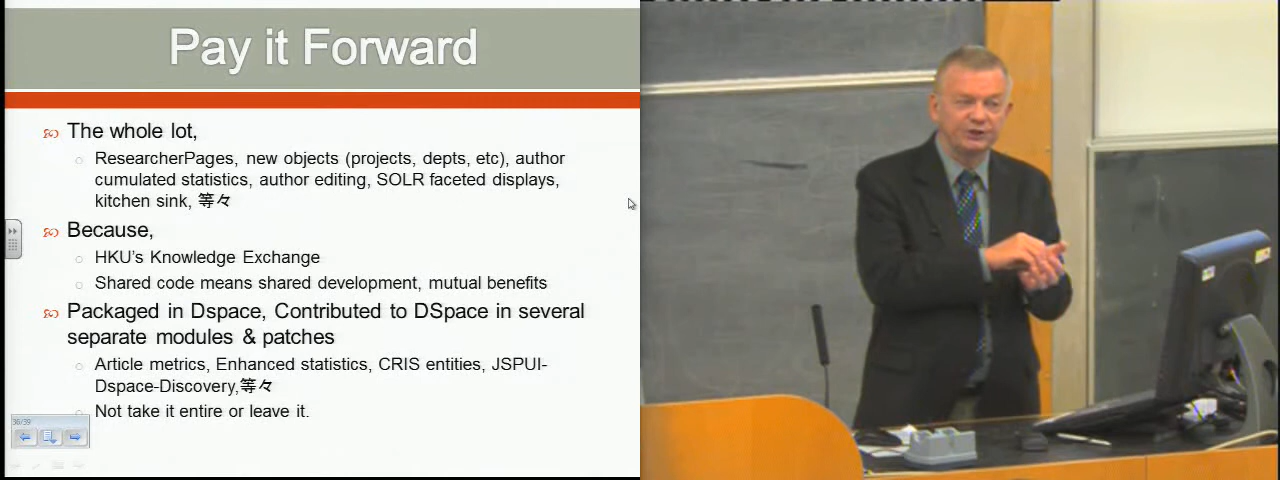 Pay it Forward
The whole lot,
ResearcherPages, new objects (projects, depts, etc), author
cumulated statistics, author editing, SOLR faceted displays,
kitchen sink, 等々
Because,
HKU's Knowledge Exchange
Shared code means shared development, mutual benefits
Packaged in Dspace, Contributed to DSpace in several
separate modules & patches
Article metrics, Enhanced statistics, CRIS entities, JSPUI-
Dspace-Discovery,等々
Not take it entire or leave it.
36/39